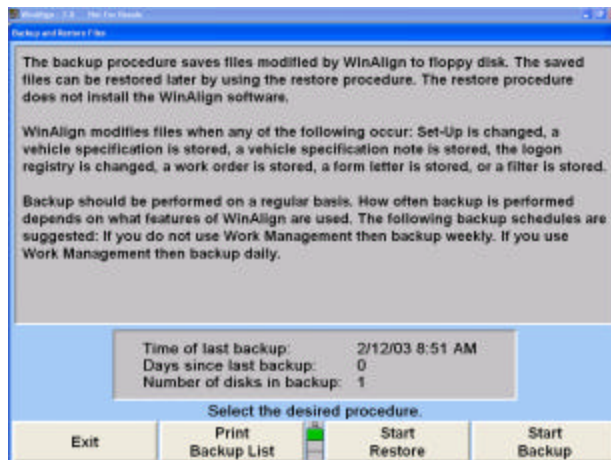 Backup and Restore Files
The backup procedure saves files modified by WinAlign to floppy disk. The saved
files can be restored later by using the restore procedure. The restore procedure
does not install the WinAlign software.
WinAlign modifies files when any of the following occur: Set-Up is changed, a
vehicle specification is stored, a vehicle specification note is stored, the logon
registry is changed, a work order is stored, a form letter is stored, or a filter is stored.
Backup should be performed on a regular basis. How often backup is performed
depends on what features of WinAlign are used. The following backup schedules are
suggested: If you do not use Work Management then backup weekly. If you use
Work Management then backup daily.
Time of last backup: 2/12/03 8:51 AM
Days since last backup: 0
Number of disks in backup: 1
Select the desired procedure.
Exit
Print Backup List
Start Restore
Start Backup